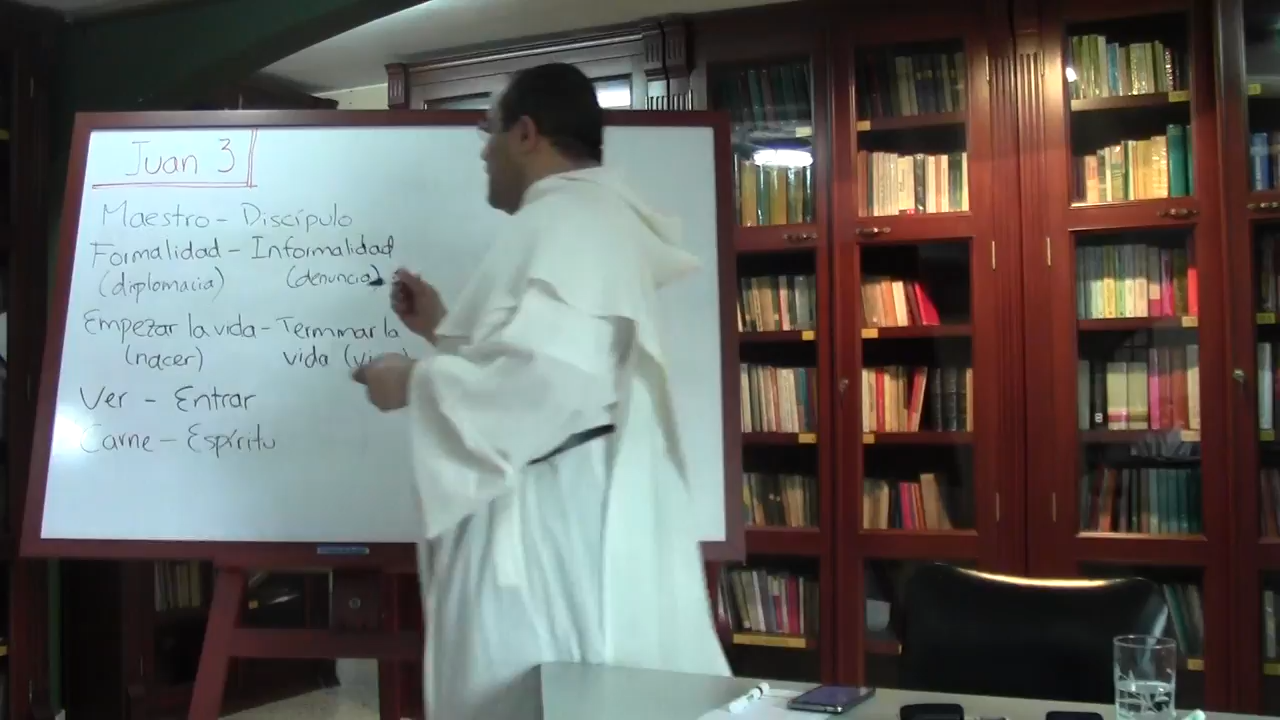 Juan 3
Maestro - Discípulo
Formalidad - Informalidad
(diplomacia) (denuncia)
Empezar la vida - Terminar la
(nacer) vida
Ver - Entrar
Carne - Espíritu